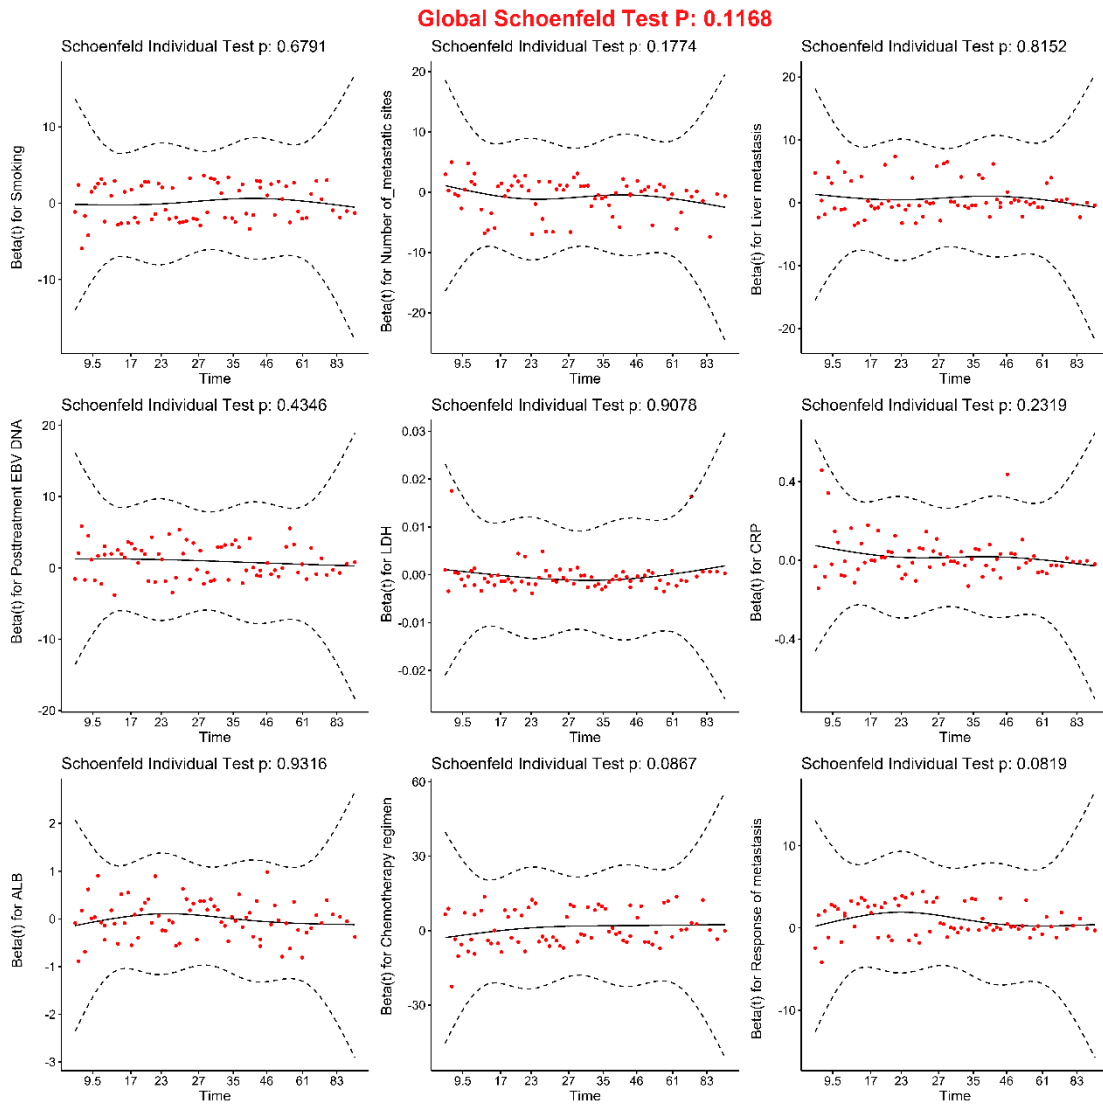 Global Schoenfeld Test P: 0.1168
Schoenfeld Individual Test p: 0.6791
Beta(t) for Smoking
10
0
-10
9.5 17 23 27 35 46 61 83
Time
Schoenfeld Individual Test p: 0.1774
Beta(t) for Number of_metastatic sites
20
10
0
-10
-20
9.5 17 23 27 35 46 61 83
Time
Schoenfeld Individual Test p: 0.8152
Beta(t) for Liver metastasis
20
10
0
-10
-20
9.5 17 23 27 35 46 61 83
Time
Schoenfeld Individual Test p: 0.4346
Beta(t) for Posttreatment EBV DNA
20
10
0
-10
-20
9.5 17 23 27 35 46 61 83
Time
Schoenfeld Individual Test p: 0.9078
Beta(t) for LDH
0.03
0.02
0.01
0.00
-0.01
-0.02
9.5 17 23 27 35 46 61 83
Time
Schoenfeld Individual Test p: 0.2319
Beta(t) for CRP
0.4
0.0
-0.4
9.5 17 23 27 35 46 61 83
Time
Schoenfeld Individual Test p: 0.9316
Beta(t) for ALB
2
1
0
-1
-2
-3
9.5 17 23 27 35 46 61 83
Time
Schoenfeld Individual Test p: 0.0867
Beta(t) for Chemotherapy regimen
60
30
0
-30
9.5 17 23 27 35 46 61 83
Time
Schoenfeld Individual Test p: 0.0819
Beta(t) for Response of metastasis
10
0
-10
9.5 17 23 27 35 46 61 83
Time